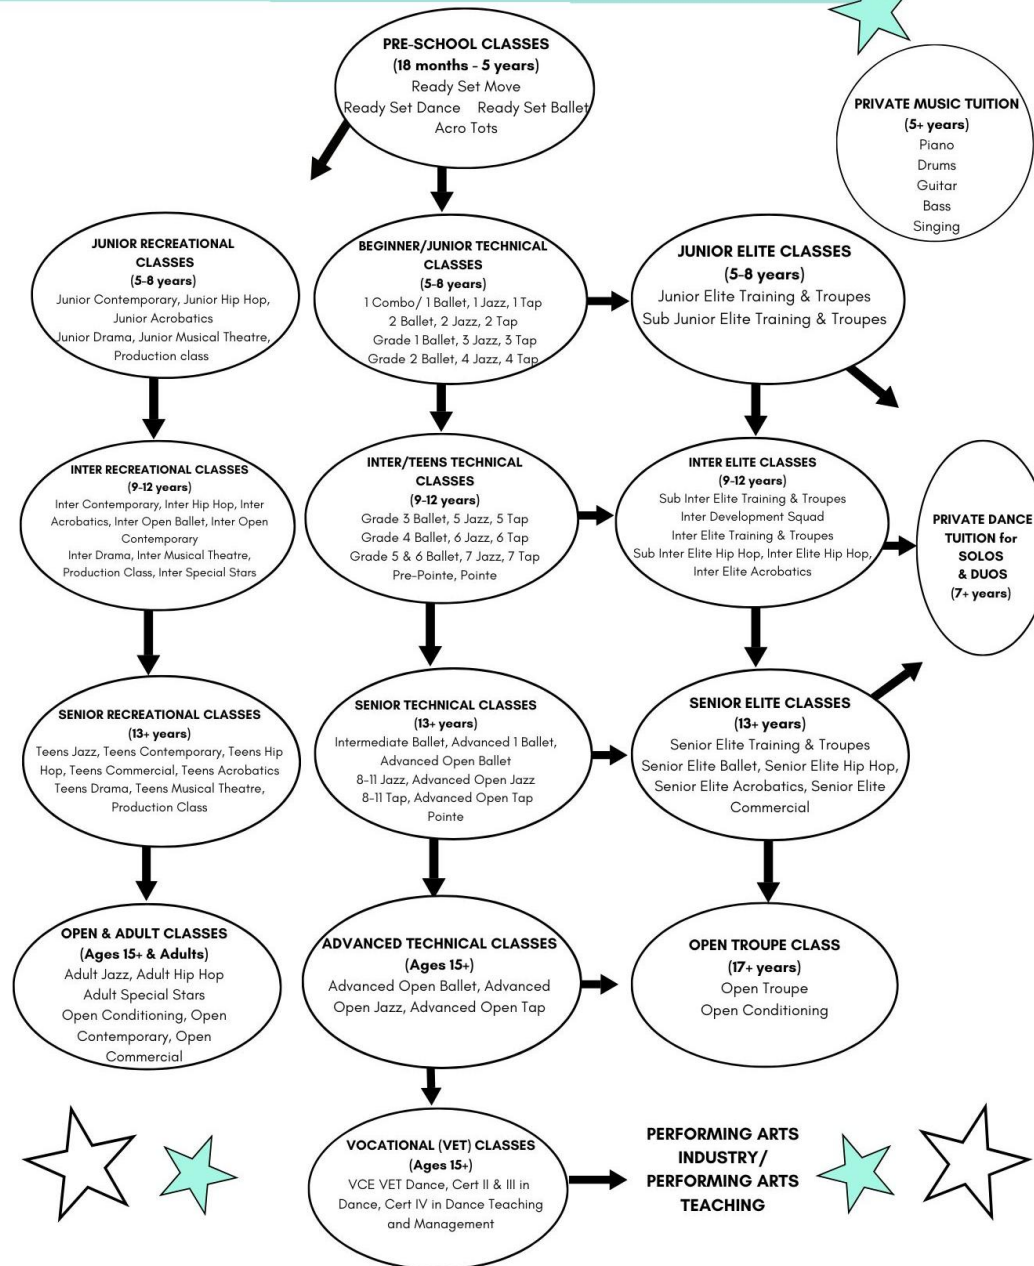 PRE-SCHOOL CLASSES
(18 months - 5 years)
Ready Set Move
Ready Set Dance Ready Set Ballet
Acro Tots
PRIVATE MUSIC TUITION
(5+ years)
Piano
Drums
Guitar
Bass
Singing
JUNIOR RECREATIONAL
CLASSES
(5-8 years)
Junior Contemporary, Junior Hip Hop,
Junior Acrobatics
Junior Drama, Junior Musical Theatre,
Production class
BEGINNER/JUNIOR TECHNICAL
CLASSES
(5-8 years)
1 Combo/ 1 Ballet, 1 Jazz, 1 Tap
2 Ballet, 2 Jazz, 2 Tap
Grade 1 Ballet, 3 Jazz, 3 Tap
Grade 2 Ballet, 4 Jazz, 4 Tap
JUNIOR ELITE CLASSES
(5-8 years)
Junior Elite Training & Troupes
Sub Junior Elite Training & Troupes
INTER RECREATIONAL CLASSES
(9-12 years)
Inter Contemporary, Inter Hip Hop, Inter
Acrobatics, Inter Open Ballet, Inter Open
Contemporary
Inter Drama, Inter Musical Theatre,
Production Class, Inter Special Stars
INTER/TEENS TECHNICAL
CLASSES
(9-12 years)
Grade 3 Ballet, 5 Jazz, 5 Tap
Grade 4 Ballet, 6 Jazz, 6 Tap
Grade 5 & 6 Ballet, 7 Jazz, 7 Tap
Pre-Pointe, Pointe
INTER ELITE CLASSES
(9-12 years)
Sub Inter Elite Training & Troupes
Inter Development Squad
Inter Elite Training & Troupes
Sub Inter Elite Hip Hop, Inter Elite Hip Hop,
Inter Elite Acrobatics
PRIVATE DANCE
TUITION for
SOLOS
& DUOS
(7+ years)
SENIOR RECREATIONAL CLASSES
(13+ years)
Teens Jazz, Teens Contemporary, Teens Hip
Hop, Teens Commercial, Teens Acrobatics
Teens Drama, Teens Musical Theatre,
Production Class
SENIOR TECHNICAL CLASSES
(13+ years)
Intermediate Ballet, Advanced 1 Ballet,
Advanced Open Ballet
8-11 Jazz, Advanced Open Jazz
8-11 Tap, Advanced Open Tap
Pointe
SENIOR ELITE CLASSES
(13+ years)
Senior Elite Training & Troupes
Senior Elite Ballet, Senior Elite Hip Hop,
Senior Elite Acrobatics, Senior Elite
Commercial
OPEN & ADULT CLASSES
(Ages 15+ & Adults)
Adult Jazz, Adult Hip Hop
Adult Special Stars
Open Conditioning, Open
Contemporary, Open
Commercial
ADVANCED TECHNICAL CLASSES
(Ages 15+)
Advanced Open Ballet, Advanced
Open Jazz, Advanced Open Tap
OPEN TROUPE CLASS
(17+ years)
Open Troupe
Open Conditioning
VOCATIONAL (VET) CLASSES
(Ages 15+)
VCE VET Dance, Cert II & III in
Dance, Cert IV in Dance Teaching
and Management
PERFORMING ARTS
INDUSTRY/
PERFORMING ARTS
TEACHING